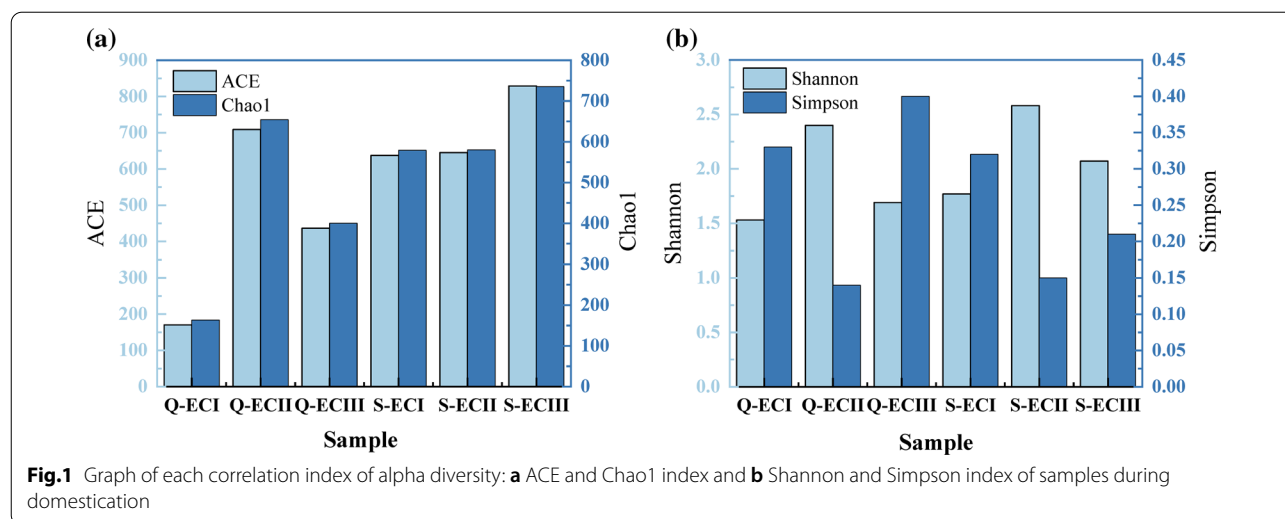 (a)
900
800
700
600
500
400
300
200
100
0
ACE
ACE
Chao1
800
700
600
500
400
300
200
100
0
Chao1
Q-ECI Q-ECII Q-ECIII S-ECI S-ECII S-ECIII
Sample
(b)
3.0
2.5
2.0
1.5
1.0
0.5
0.0
Shannon
Shannon
Simpson
0.45
0.40
0.35
0.30
0.25
0.20
0.15
0.10
0.05
0.00
Simpson
Q-ECI Q-ECII Q-ECIII S-ECI S-ECII S-ECIII
Sample
Fig.1 Graph of each correlation index of alpha diversity: a ACE and Chao1 index and b Shannon and Simpson index of samples during
domestication